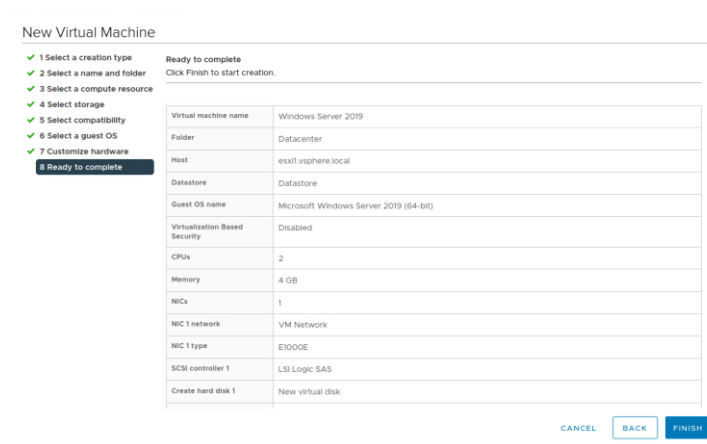 New Virtual Machine
1 Select a creation type
2 Select a name and folder
3 Select a compute resource
4 Select storage
5 Select compatibility
6 Select a guest OS
7 Customize hardware
8 Ready to complete
Ready to complete
Click Finish to start creation.
Virtual machine name Windows Server 2019
Folder Datacenter
Host esxi1.vsphere.local
Datastore Datastore
Guest OS name Microsoft Windows Server 2019 (64-bit)
Virtualization Based Disabled
Security
CPUs 2
Memory 4 GB
NICs 1
NIC 1 network VM Network
NIC 1 type E1000E
SCSI controller 1 LSI Logic SAS
Create hard disk 1 New virtual disk
CANCEL BACK FINISH